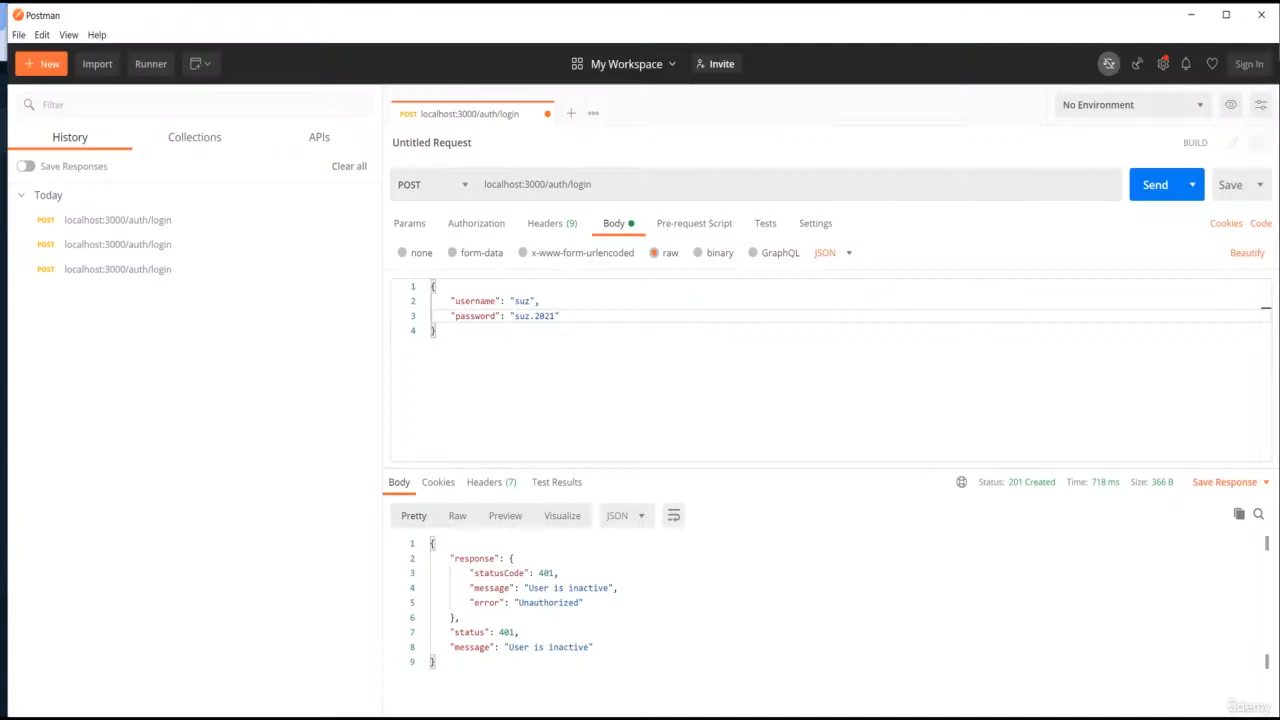 Postman
File Edit View Help
+ New Import Runner My Workspace Invite Sign In
Filter
History Collections APIs
Save Responses Clear all
Today
POST localhost:3000/auth/login
POST localhost:3000/auth/login
POST localhost:3000/auth/login
POST localhost:3000/auth/login + ooo No Environment
Untitled Request BUILD
POST localhost:3000/auth/login Send Save
Params Authorization Headers (9) Body Pre-request Script Tests Settings Cookies Code
none form-data x-www-form-urlencoded raw binary GraphQL JSON Beautify
1 {
2 "username": "suz",
3 "password": "suz.2021"
4 }
Body Cookies Headers (7) Test Results Status: 201 Created Time: 718 ms Size: 366 B Save Response
Pretty Raw Preview Visualize JSON
1 {
2 "response": {
3 "statusCode": 401,
4 "message": "User is inactive",
5 "error": "Unauthorized"
6 },
7 "status": 401,
8 "message": "User is inactive"
9 }
udemy